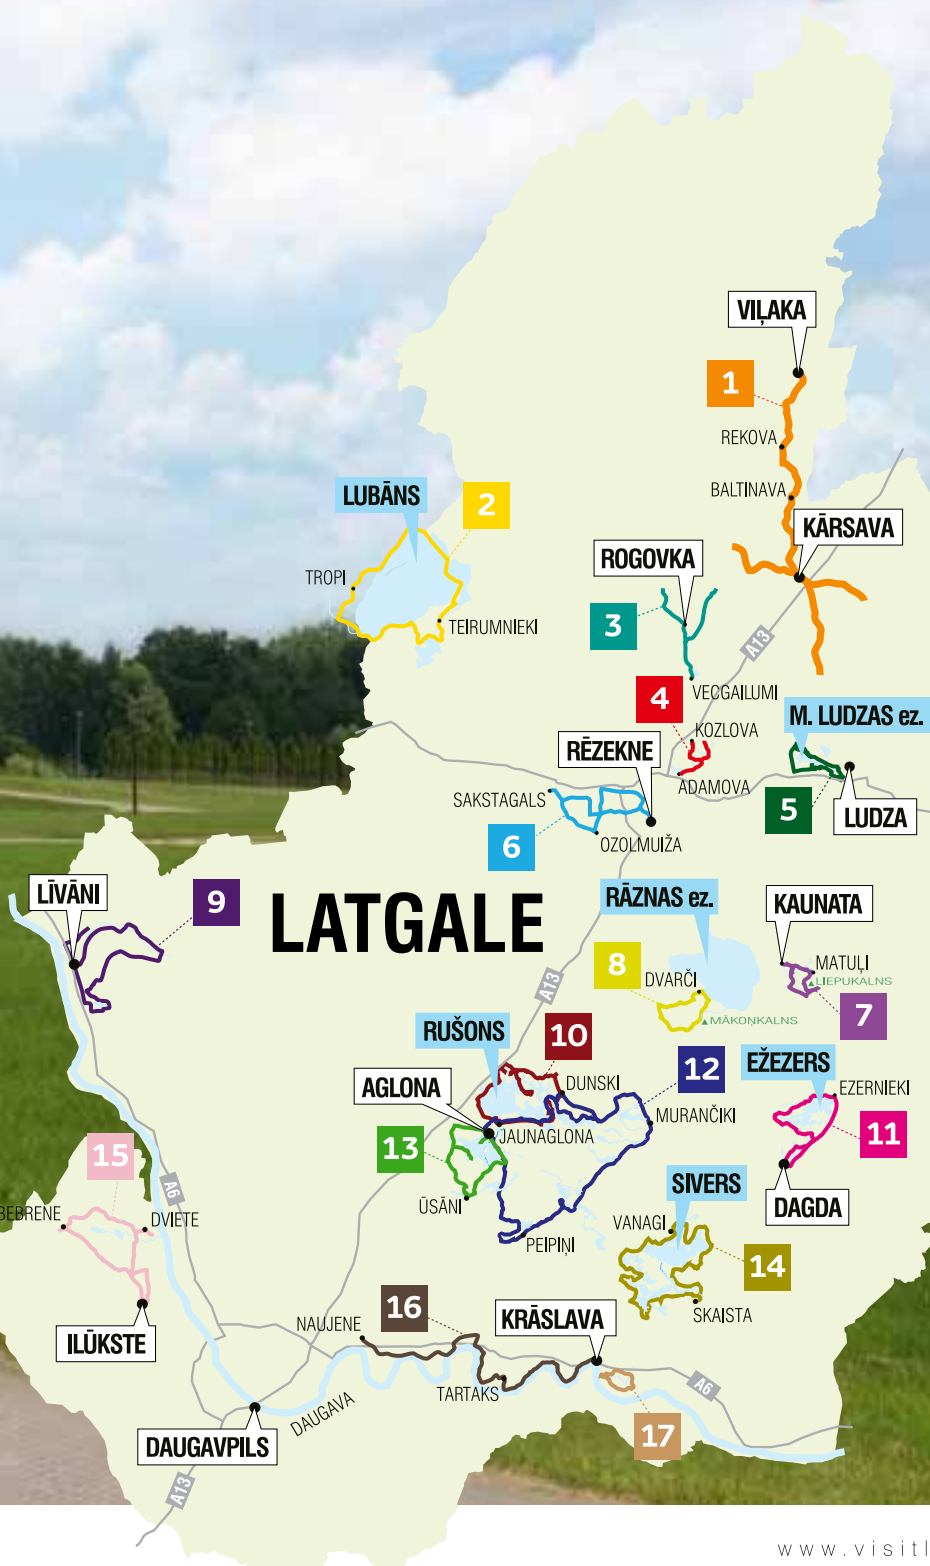 VIĻAKA
1
REKOVA
BALTINAVA
LUBĀNS
2
KĀRSAVA
ROGOVKA
TROPI
3
TEIRUMNIEKI
A13
VECGAILUMI
4
KOZLOVA
M. LUDZAS ez.
RĒZEKNE
ADAMOVA
SAKSTAGALS
5
LUDZA
6
OZOLMUIŽA
LĪVĀNI
9
LATGALE
RĀZNAS ez.
KAUNATA
8
DVARČI
MATUĻI
LIEPUKALNS
A13
7
MĀKOŅKALNS
RUŠONS
10
12
EŽEZERS
AGLONA
DUNSKI
EZERNIEKI
MURANČIKI
11
13
JAUNAGLONA
15
A6
SIVERS
ŪSĀNI
DAGDA
BEBRENE
DVIETE
VANAGI
PEIPIŅI
14
16
KRĀSLAVA
SKAISTA
ILŪKSTE
NAUJENE
TARTAKS
A6
DAUGAVA
17
DAUGAVPILS
A13
www.visitl